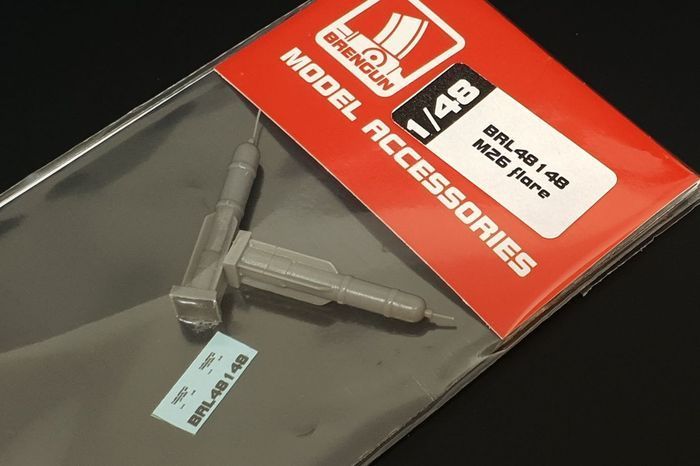 BRENGUN
MODEL ACCESSORIES
1/48
BRL48148
M26 flare
BRL48148